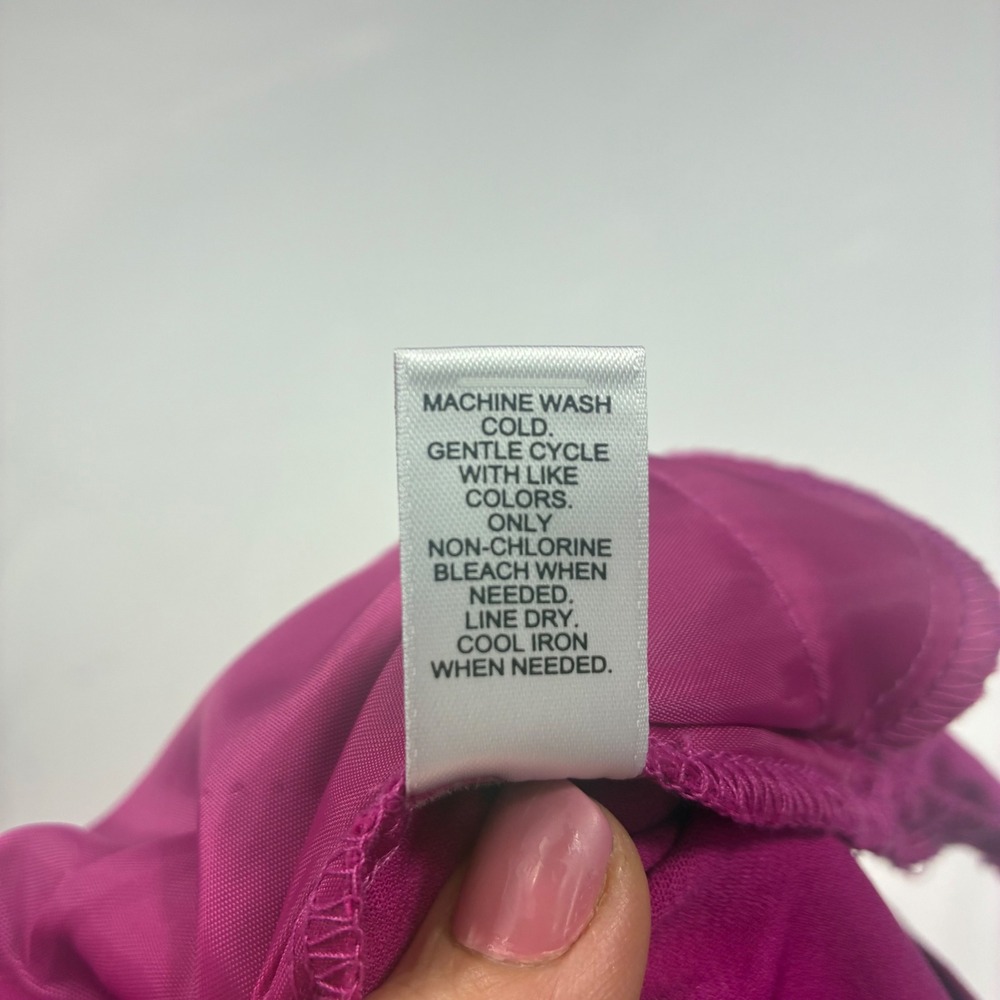 MACHINE WASH
COLD.
GENTLE CYCLE
WITH LIKE
COLORS.
ONLY
NON-CHLORINE
BLEACH WHEN
NEEDED.
LINE DRY.
COOL IRON
WHEN NEEDED.